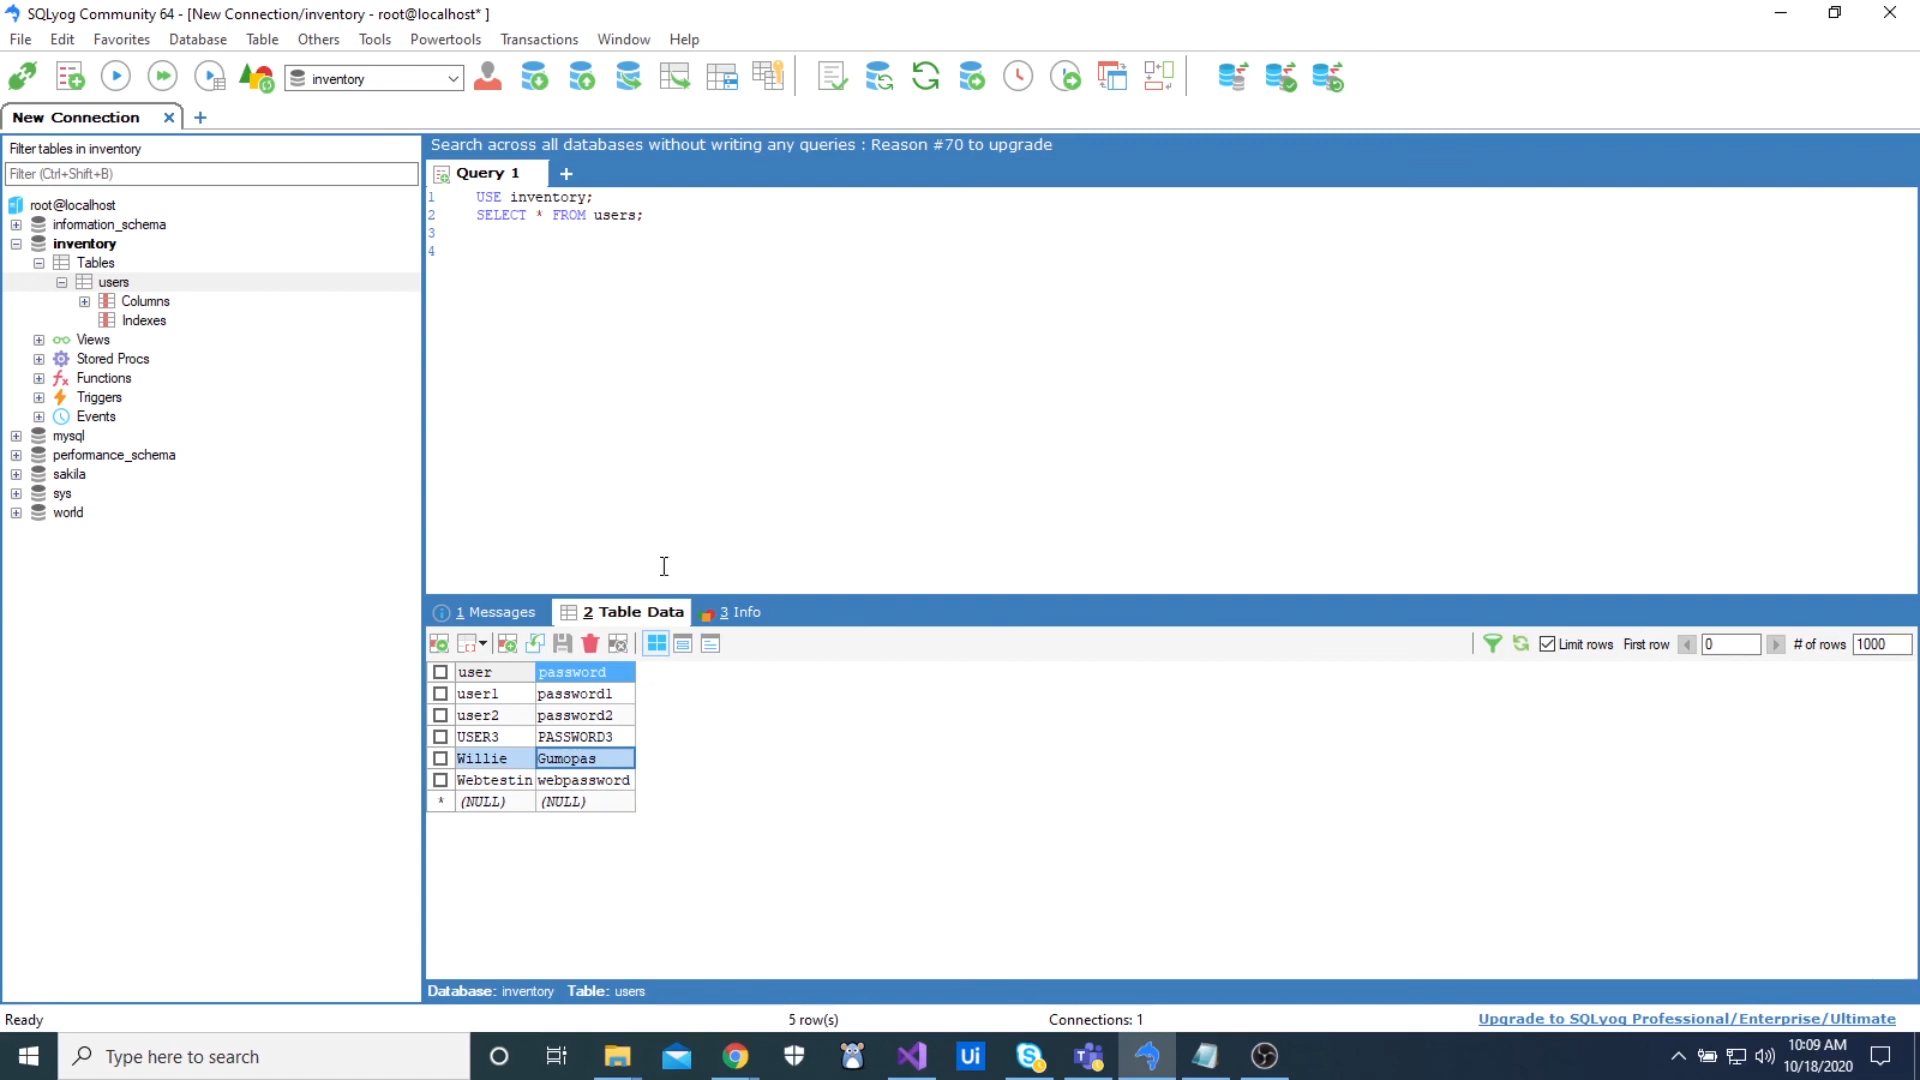 SQLyog Community 64 - [New Connection/inventory - root@localhost* ]
File Edit Favorites Database Table Others Tools Powertools Transactions Window Help
inventory
New Connection
Filter tables in inventory
Filter (Ctrl+Shift+B)
root@localhost
information_schema
inventory
Tables
users
Columns
Indexes
Views
Stored Procs
Functions
Triggers
Events
mysql
performance_schema
sakila
sys
world
Search across all databases without writing any queries : Reason #70 to upgrade
Query 1
1 USE inventory;
2 SELECT * FROM users;
3
4
1 Messages 2 Table Data 3 Info
Limit rows First row 0 # of rows 1000
user password
user1 password1
user2 password2
USER3 PASSWORD3
Willie Gumopas
Webtestin webpassword
* (NULL) (NULL)
Database: inventory Table: users
Ready 5 row(s) Connections: 1 Upgrade to SQLyog Professional/Enterprise/Ultimate
Type here to search
Ui
10:09 AM
10/18/2020